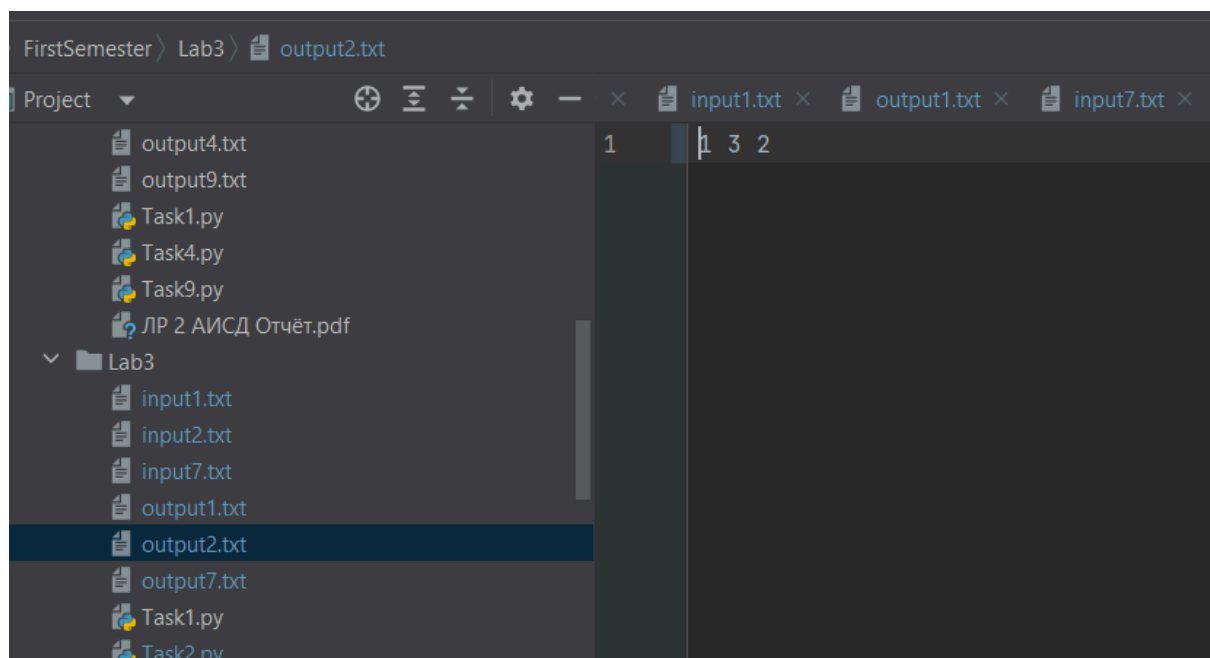 FirstSemester Lab3 output2.txt
Project input1.txt output1.txt input7.txt
output4.txt
output9.txt
Task1.py
Task4.py
Task9.py
ЛР 2 АИСД Отчёт.pdf
Lab3
input1.txt
input2.txt
input7.txt
output1.txt
output2.txt
output7.txt
Task1.py
Task2.py
1 1 3 2